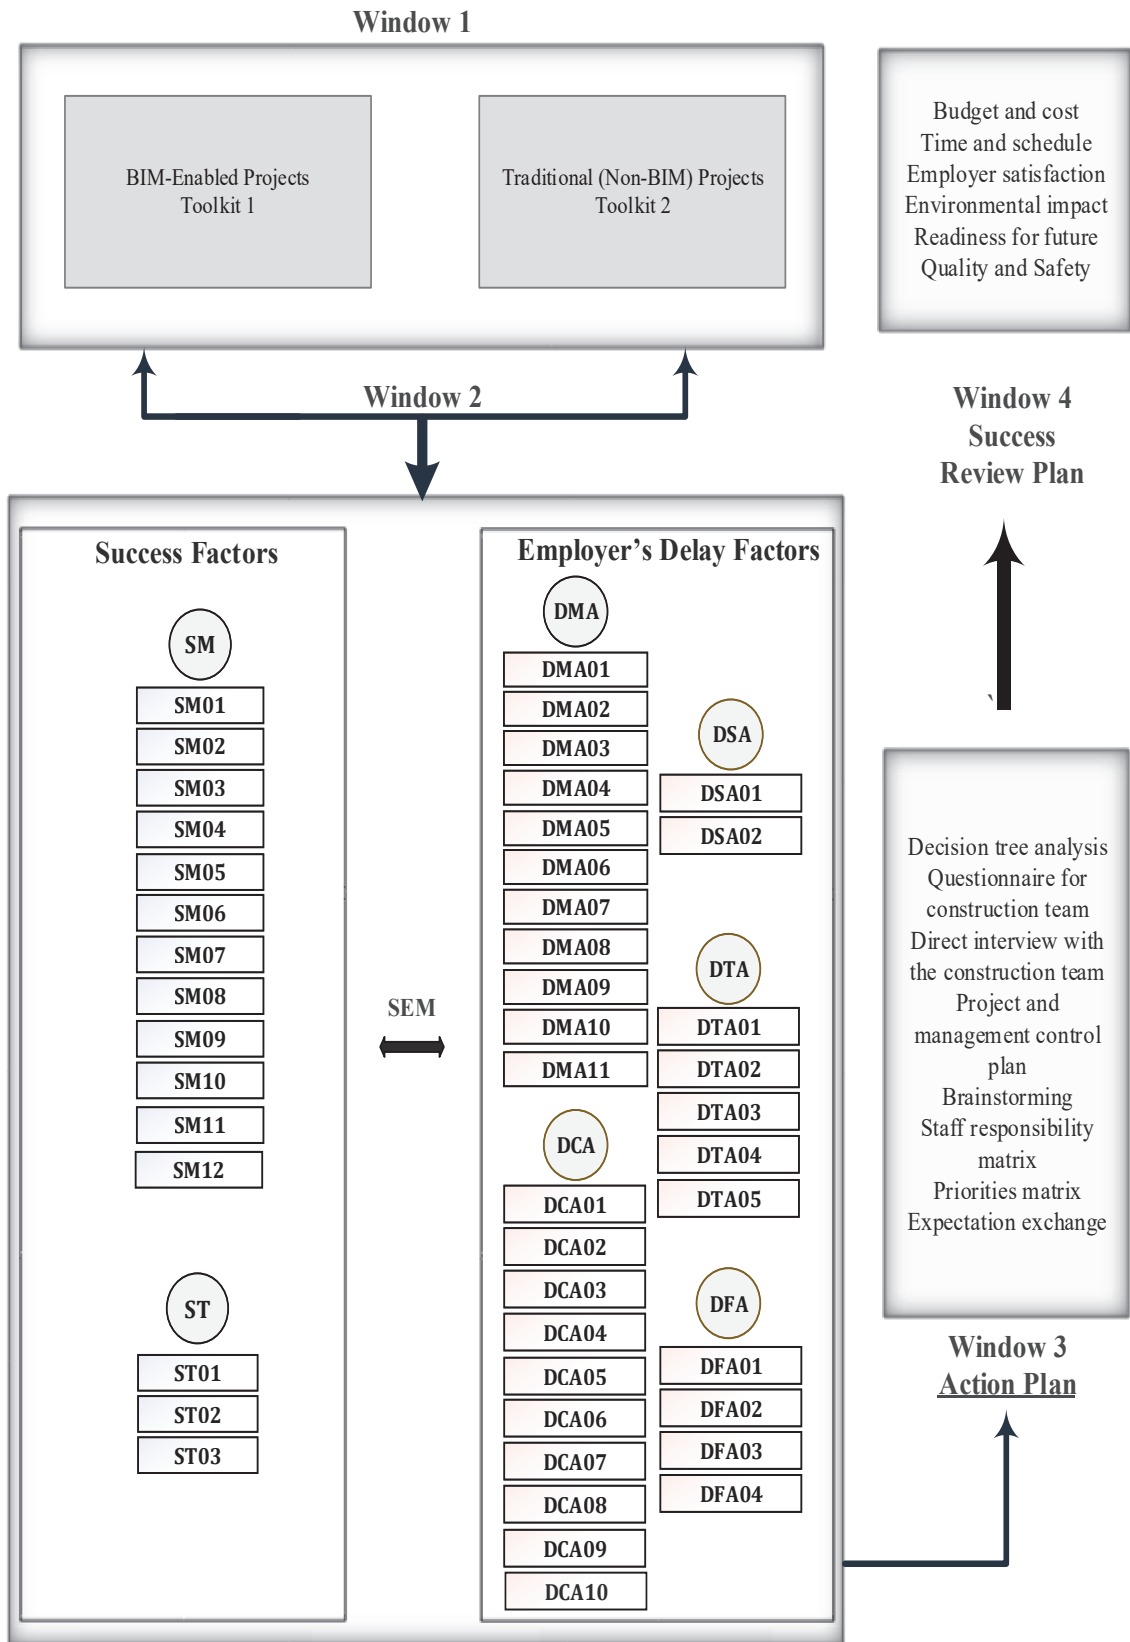 Window 1
BIM-Enabled Projects
Toolkit 1
Traditional (Non-BIM) Projects
Toolkit 2
Budget and cost
Time and schedule
Employer satisfaction
Environmental impact
Readiness for future
Quality and Safety
Window 2
Window 4
Success
Review Plan
Success Factors
SM
SM01
SM02
SM03
SM04
SM05
SM06
SM07
SM08
SM09
SM10
SM11
SM12
ST
ST01
ST02
ST03
SEM
Employer’s Delay Factors
DMA
DMA01
DMA02
DMA03
DMA04
DMA05
DMA06
DMA07
DMA08
DMA09
DMA10
DMA11
DCA
DCA01
DCA02
DCA03
DCA04
DCA05
DCA06
DCA07
DCA08
DCA09
DCA10
DSA
DSA01
DSA02
DTA
DTA01
DTA02
DTA03
DTA04
DTA05
DFA
DFA01
DFA02
DFA03
DFA04
Decision tree analysis
Questionnaire for
construction team
Direct interview with
the construction team
Project and
management control
plan
Brainstorming
Staff responsibility
matrix
Priorities matrix
Expectation exchange
Window 3
Action Plan